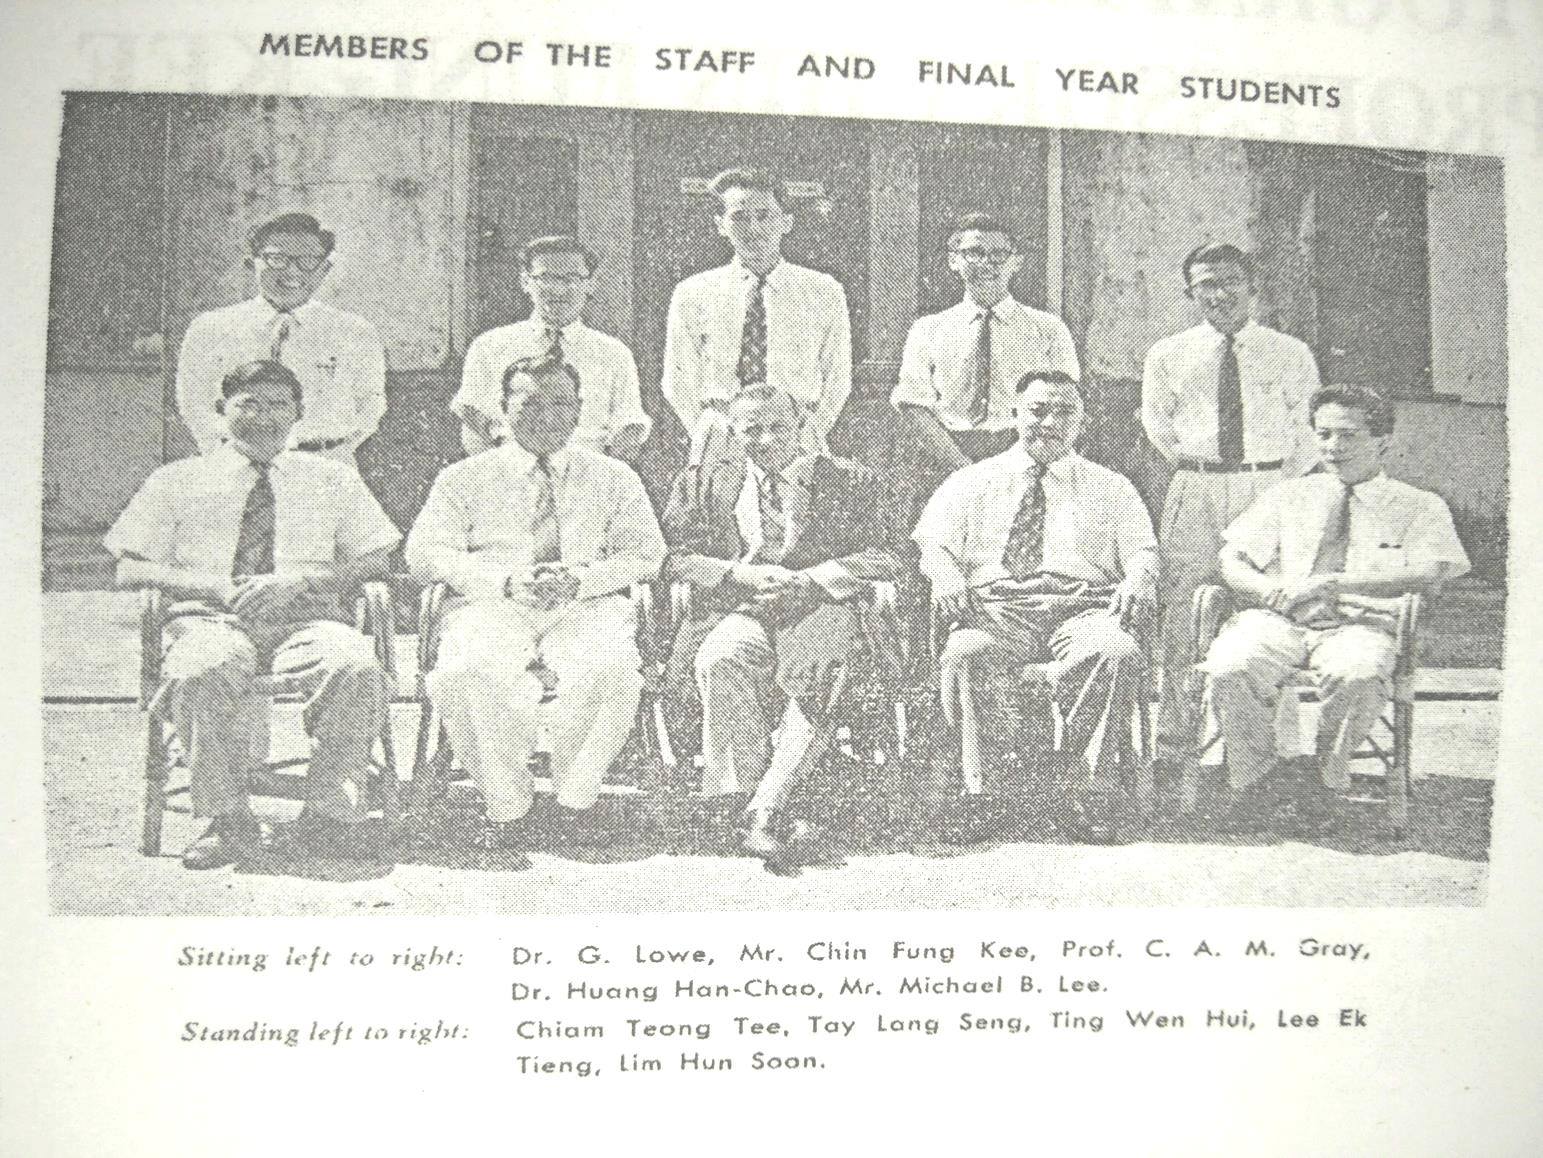 MEMBERS OF THE STAFF AND FINAL YEAR STUDENTS
Sitting left to right: Dr. G. Lowe, Mr. Chin Fung Kee, Prof. C. A. M. Gray,
Dr. Huang Han-Chao, Mr. Michael B. Lee.
Standing left to right: Chiam Teong Tee, Tay Lang Seng, Ting Wen Hui, Lee Ek
Tieng, Lim Hun Soon.